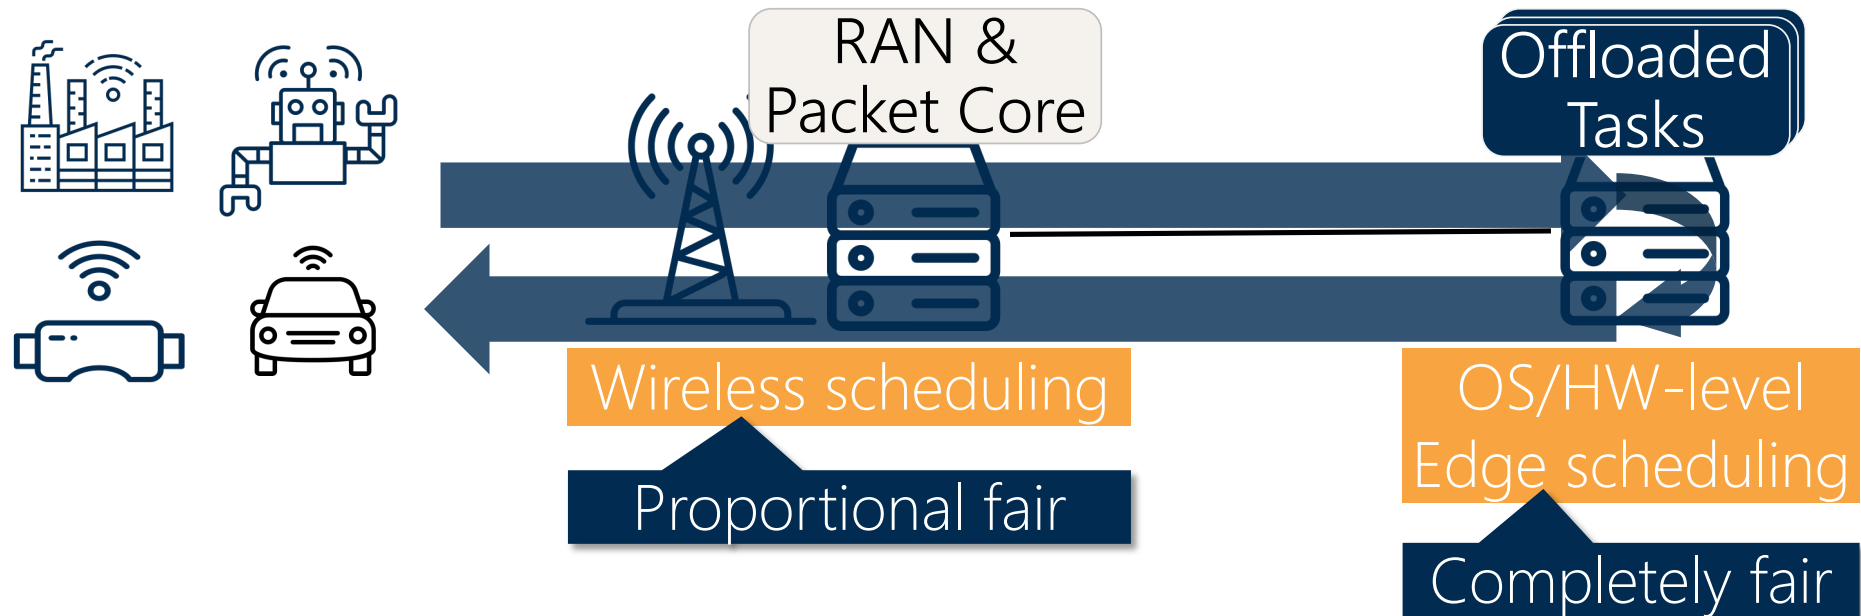 RAN &
Packet Core
Offloaded
Tasks
Wireless scheduling
Proportional fair
OS/HW-level
Edge scheduling
Completely fair